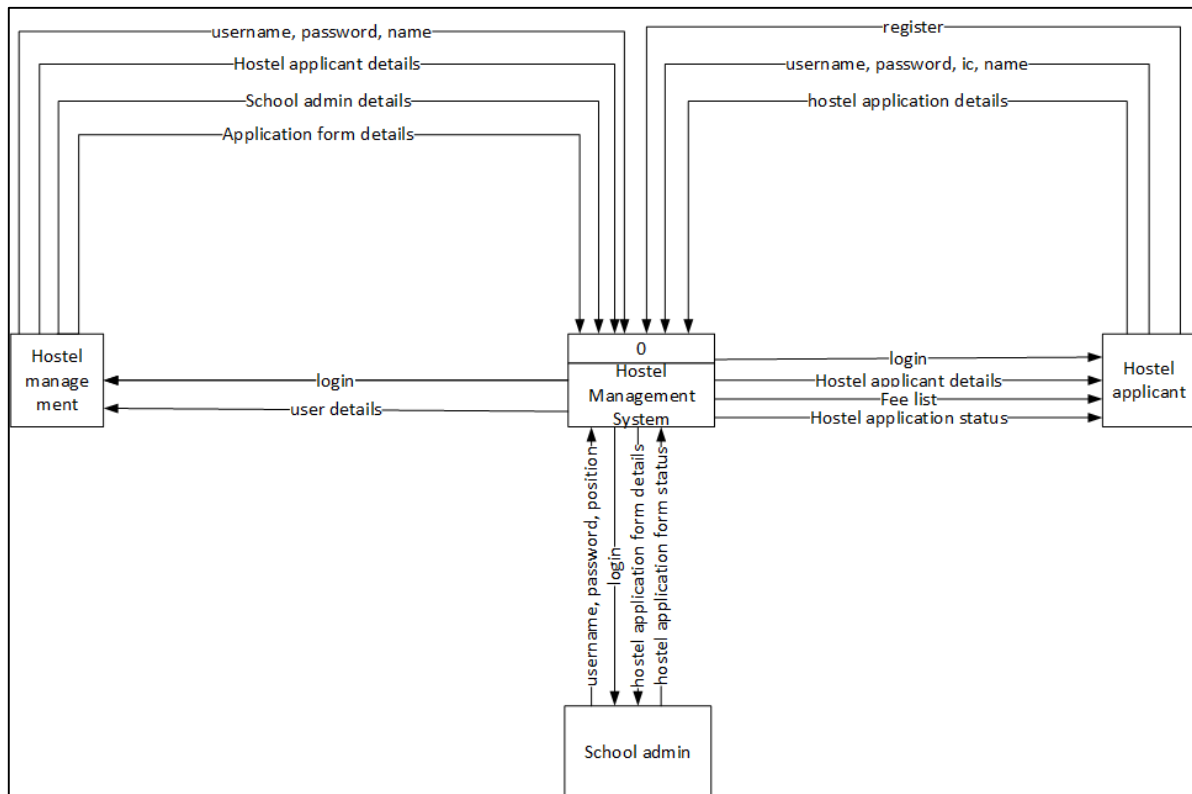 username, password, name
Hostel applicant details
School admin details
Application form details
register
username, password, ic, name
hostel application details
Hostel
manage
ment
login
user details
0
Hostel
Management
System
login
Hostel applicant details
Fee list
Hostel application status
Hostel
applicant
username, password, position
login
hostel application form details
hostel application form status
School admin